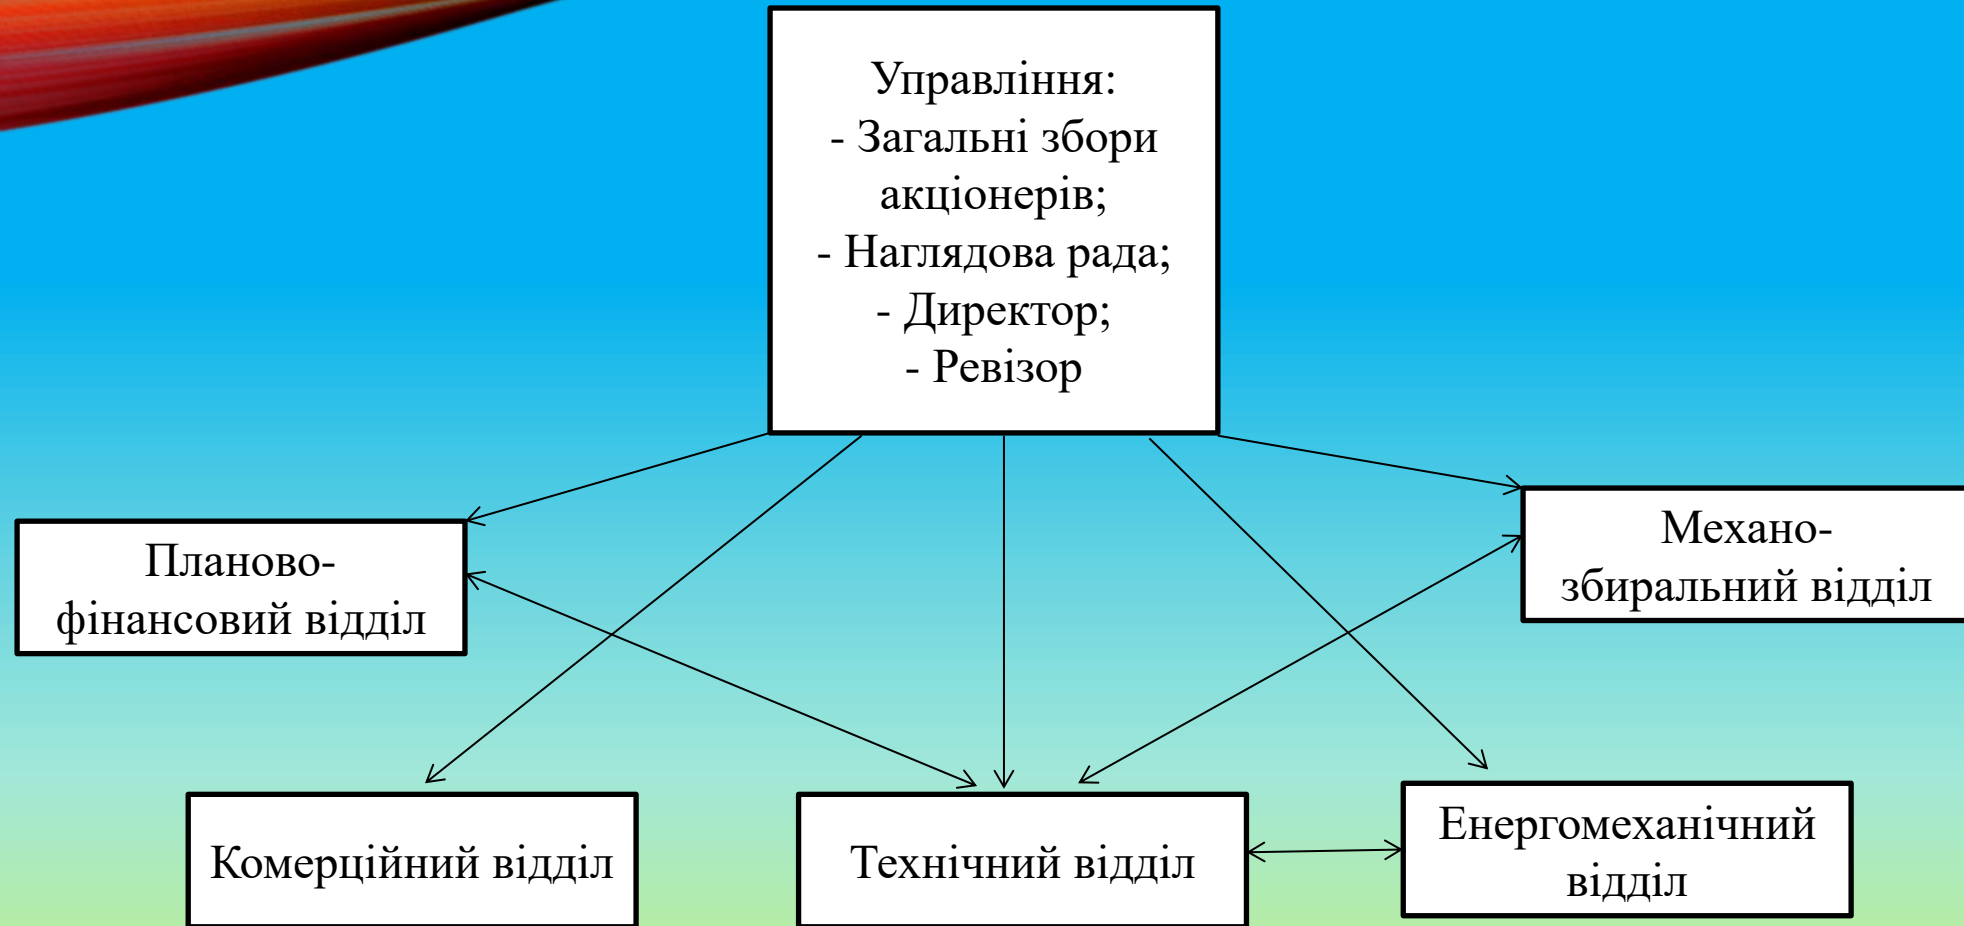 Управління:
- Загальні збори
акціонерів;
- Наглядова рада;
- Директор;
- Ревізор
Планово-
фінансовий відділ
Механо-
збиральний відділ
Комерційний відділ
Технічний відділ
Енергомеханічний
відділ